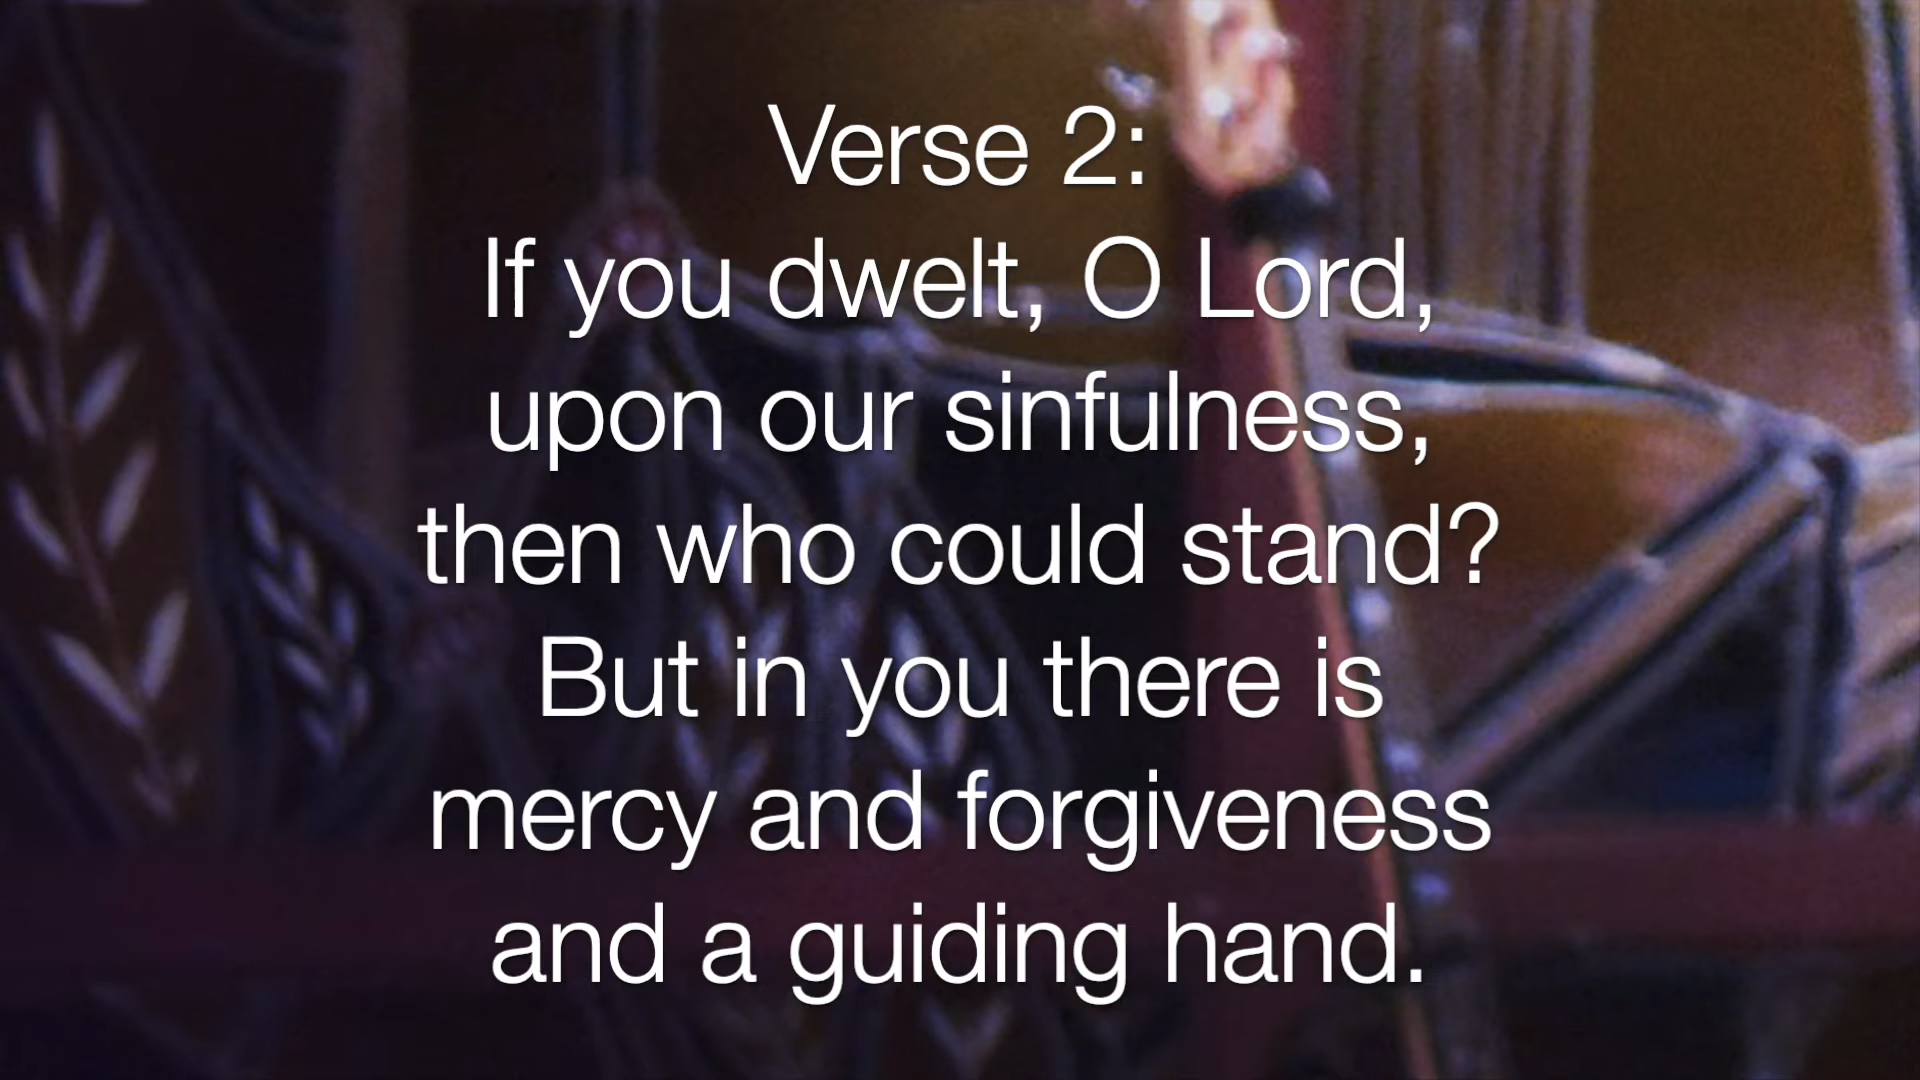 Verse 2:
If you dwelt, O Lord,
upon our sinfulness,
then who could stand?
But in you there is
mercy and forgiveness
and a guiding hand.